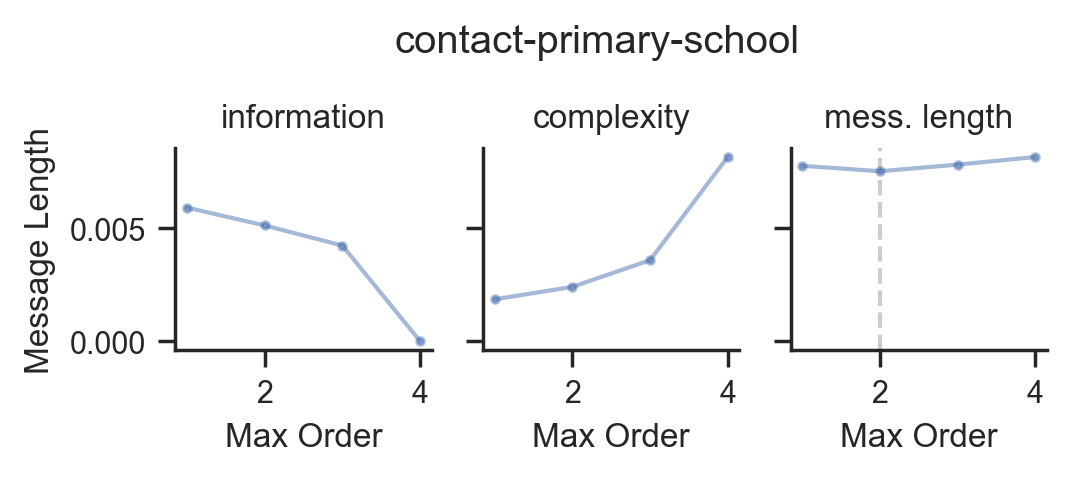 contact-primary-school
information
complexity
mess. length
Message Length
0.005
0.000
2
4
2
4
2
4
Max Order
Max Order
Max Order